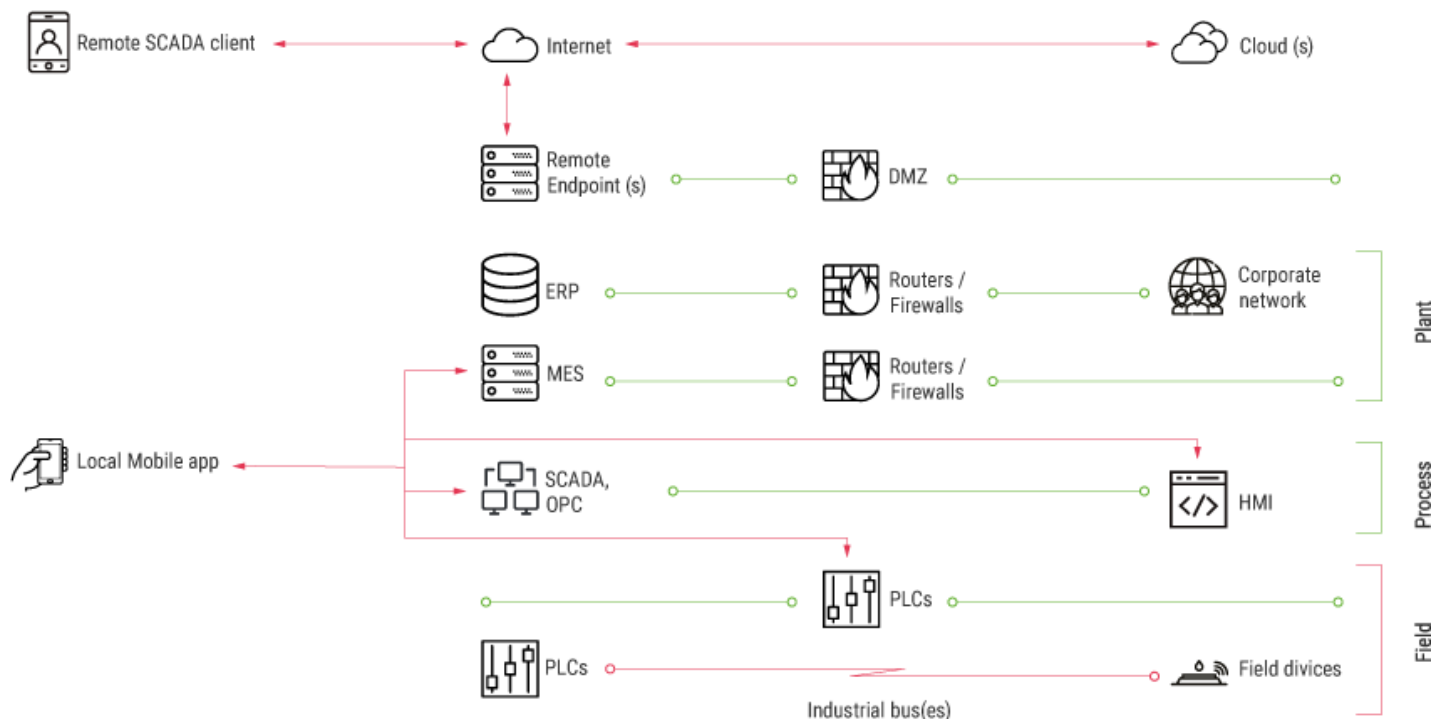 Remote SCADA client
Internet
Cloud (s)
Remote
Endpoint (s)
DMZ
ERP
Routers /
Firewalls
Corporate
network
Plant
MES
Routers /
Firewalls
Local Mobile app
SCADA,
OPC
</>
HMI
Process
PLCs
Field
PLCs
Field divices
Industrial bus(es)